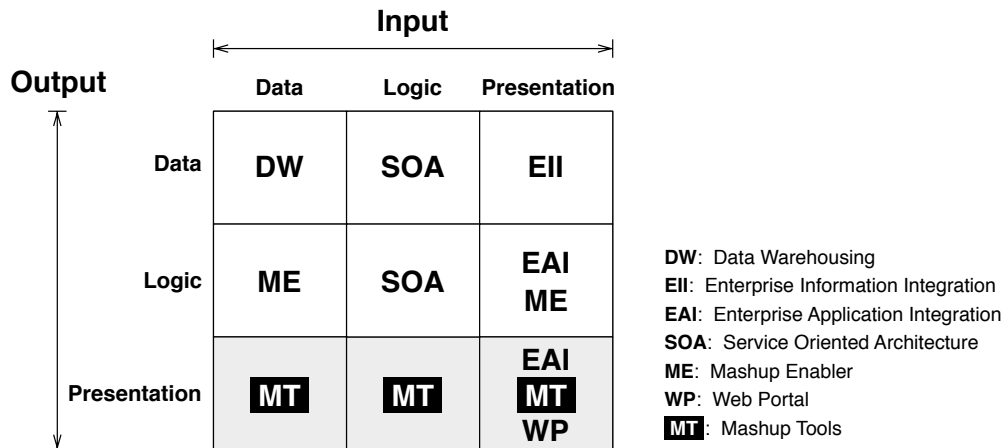 Input
Output
Data Logic Presentation
Data DW SOA EII
Logic ME SOA EAI
ME
Presentation MT MT EAI
MT
WP
DW: Data Warehousing
EII: Enterprise Information Integration
EAI: Enterprise Application Integration
SOA: Service Oriented Architecture
ME: Mashup Enabler
WP: Web Portal
MT: Mashup Tools